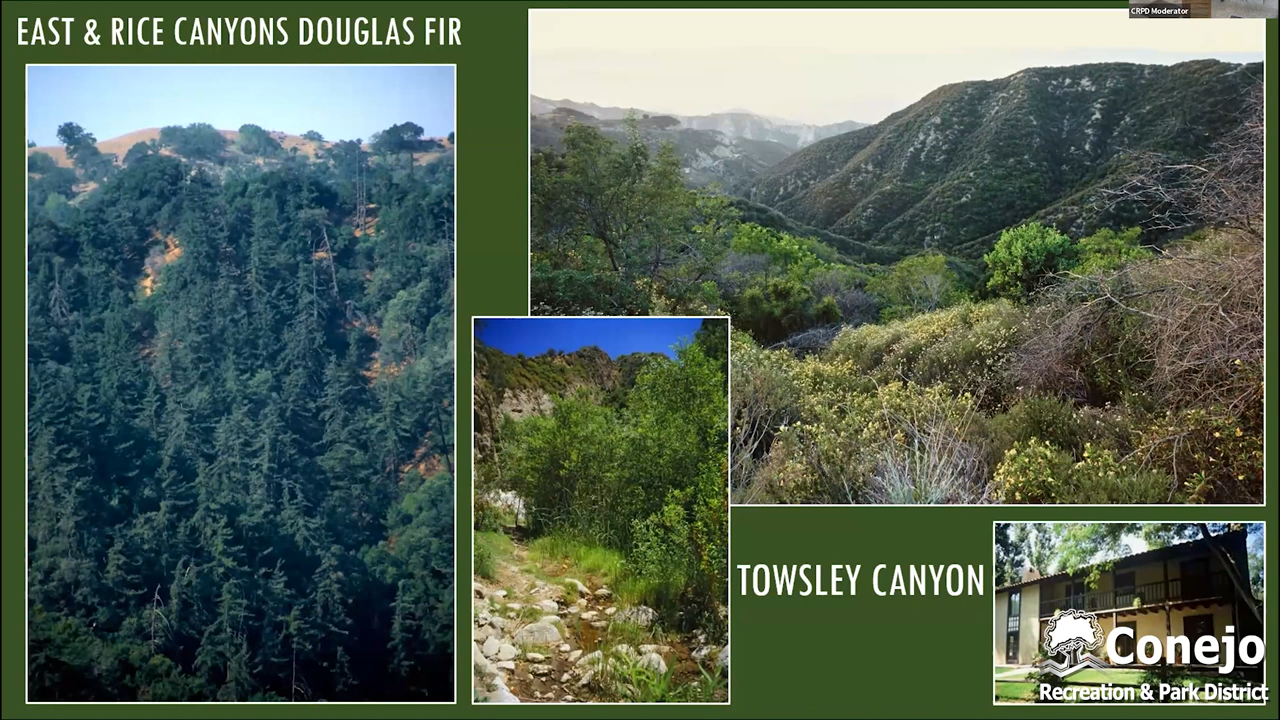 CRPD Moderator
EAST & RICE CANYONS DOUGLAS FIR
TOWSLEY CANYON
Conejo
Recreation & Park District